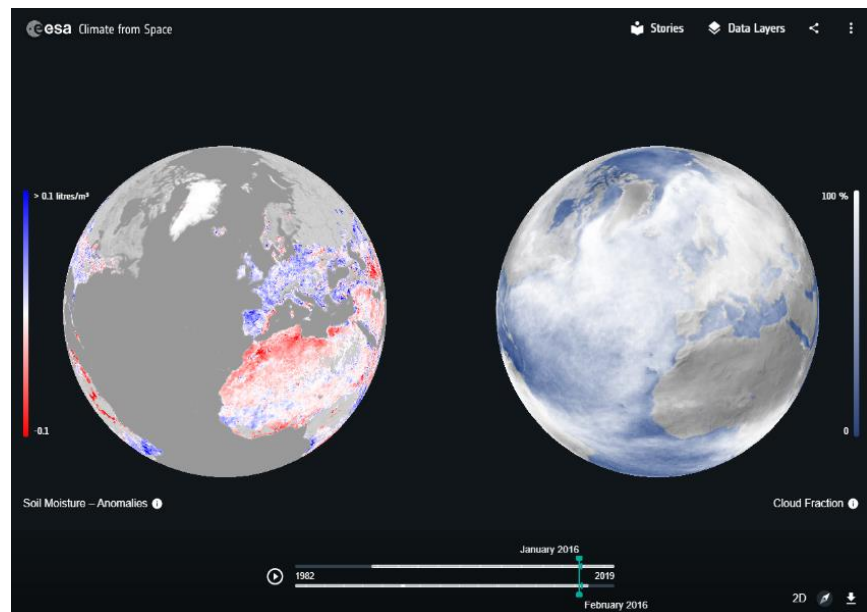 esa Climate from Space
Stories
Data Layers
> 0.1 litres/m³
-0.1
100 %
0
Soil Moisture – Anomalies
Cloud Fraction
January 2016
1982
2019
February 2016
2D